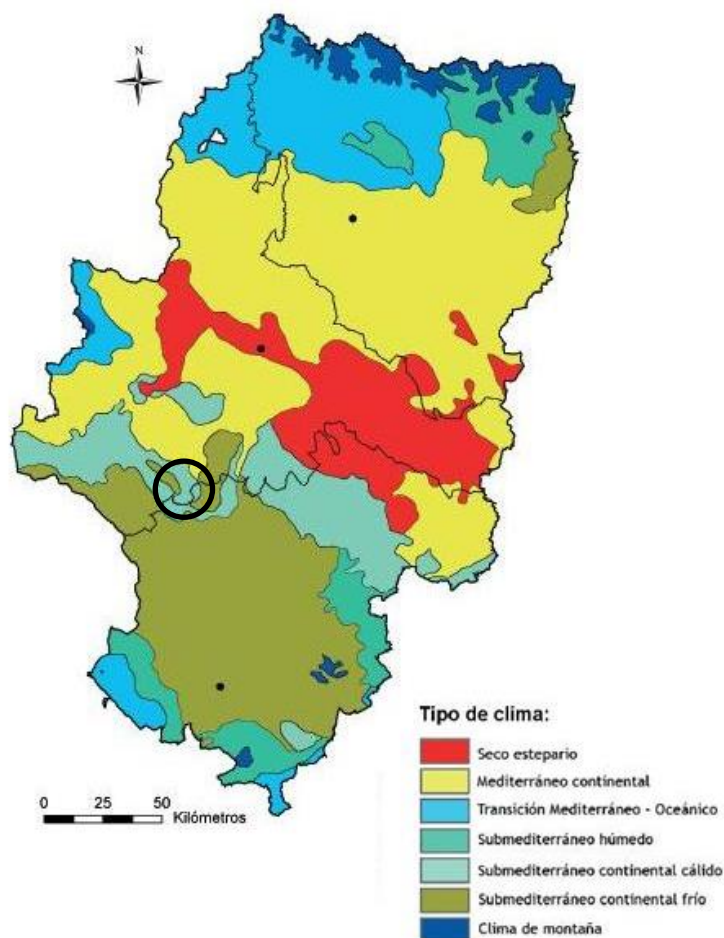 N
Tipo de clima:
Seco estepario
Mediterráneo continental
Transición Mediterráneo - Oceánico
Submediterráneo húmedo
Submediterráneo continental cálido
Submediterráneo continental frío
Clima de montaña
0 25 50
Kilómetros